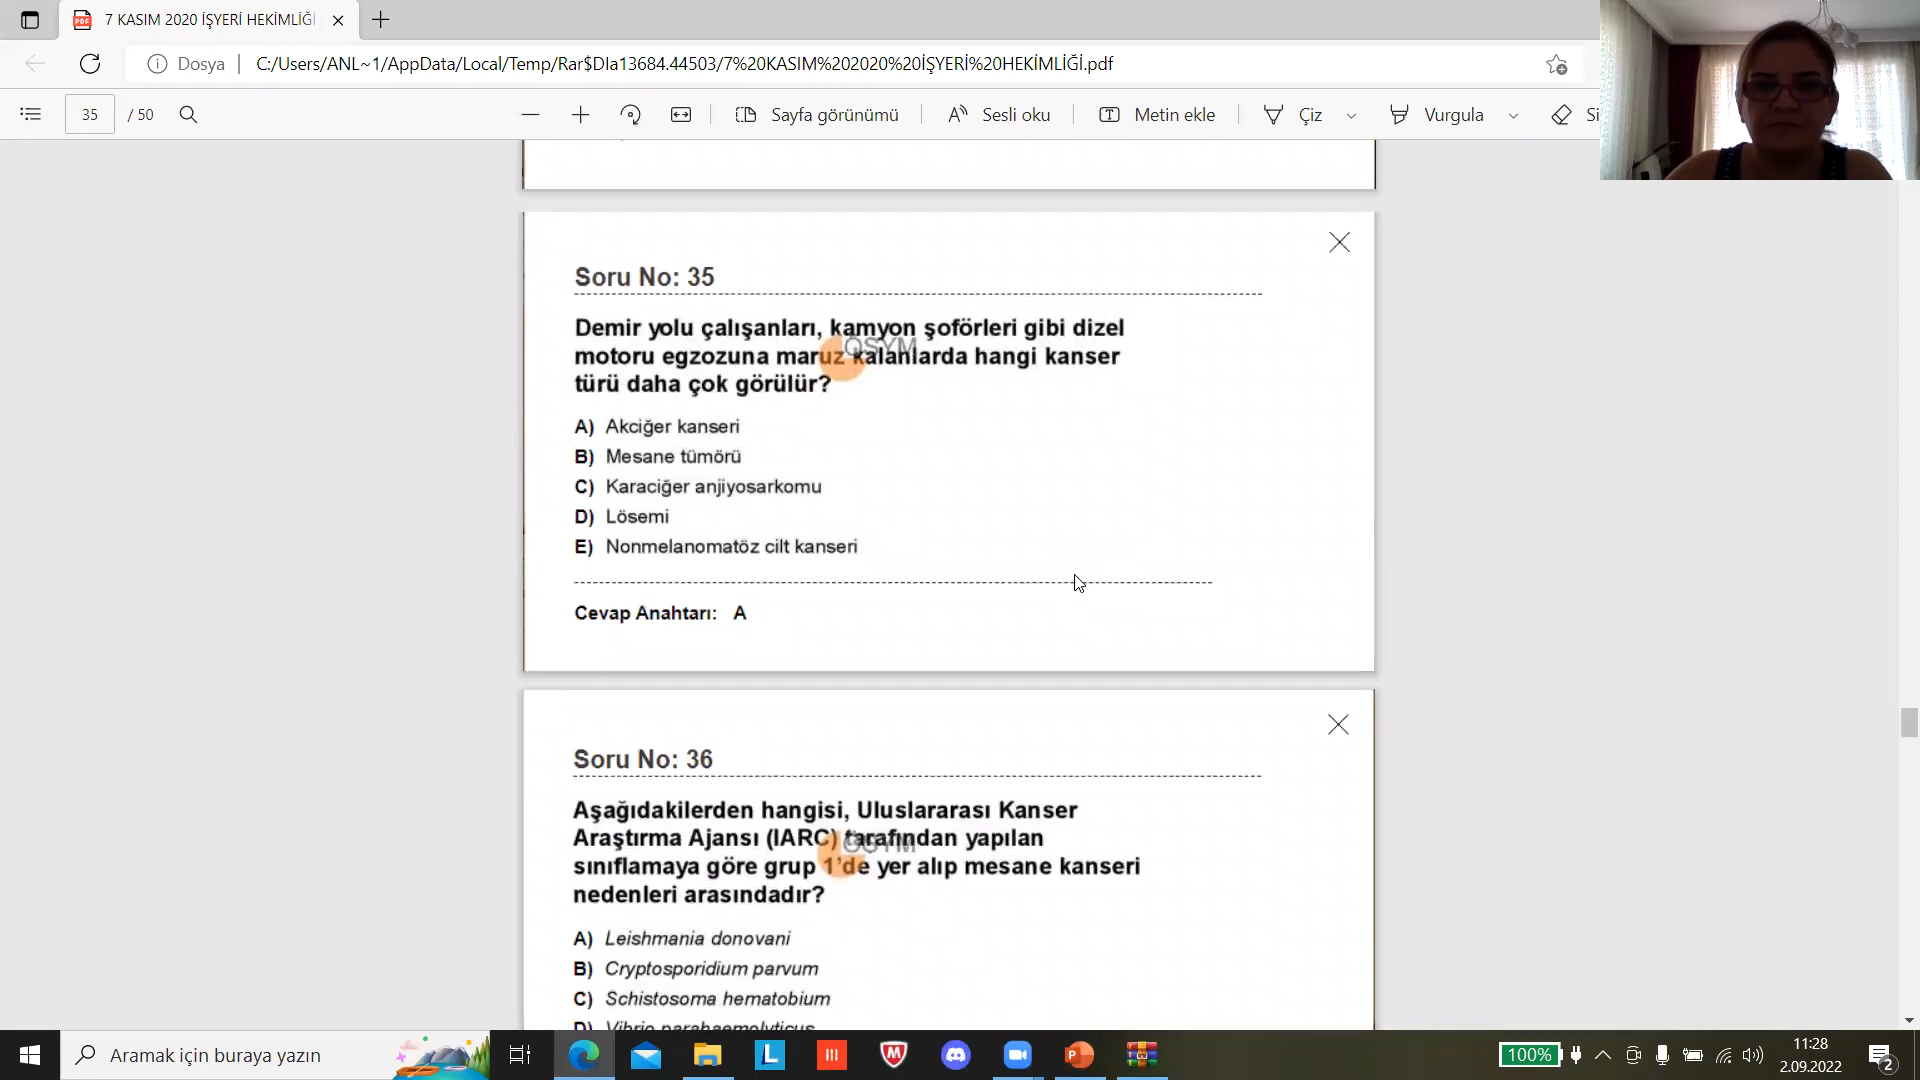 7 KASIM 2020 İŞYERİ HEKİMLİĞİ
Dosya
C:/Users/ANL~1/AppData/Local/Temp/Rar$DIa13684.44503/7%20KASIM%202020%20İŞYERİ%20HEKİMLİĞİ.pdf
35 / 50
Sayfa görünümü
Sesli oku
Metin ekle
Çiz
Vurgula
Soru No: 35
Demir yolu çalışanları, kamyon şoförleri gibi dizel
motoru egzozuna maruz kalanlarda hangi kanser
türü daha çok görülür?
ÖSYM
A) Akciğer kanseri
B) Mesane tümörü
C) Karaciğer anjiyosarkomu
D) Lösemi
E) Nonmelanomatöz cilt kanseri
Cevap Anahtarı: A
Soru No: 36
Aşağıdakilerden hangisi, Uluslararası Kanser
Araştırma Ajansı (IARC) tarafından yapılan
sınıflamaya göre grup 1'de yer alıp mesane kanseri
nedenleri arasındadır?
ÖSYM
A) Leishmania donovani
B) Cryptosporidium parvum
C) Schistosoma hematobium
D) Vibrio parahaemolyticus
Aramak için buraya yazın
100%
11:28
2.09.2022
2